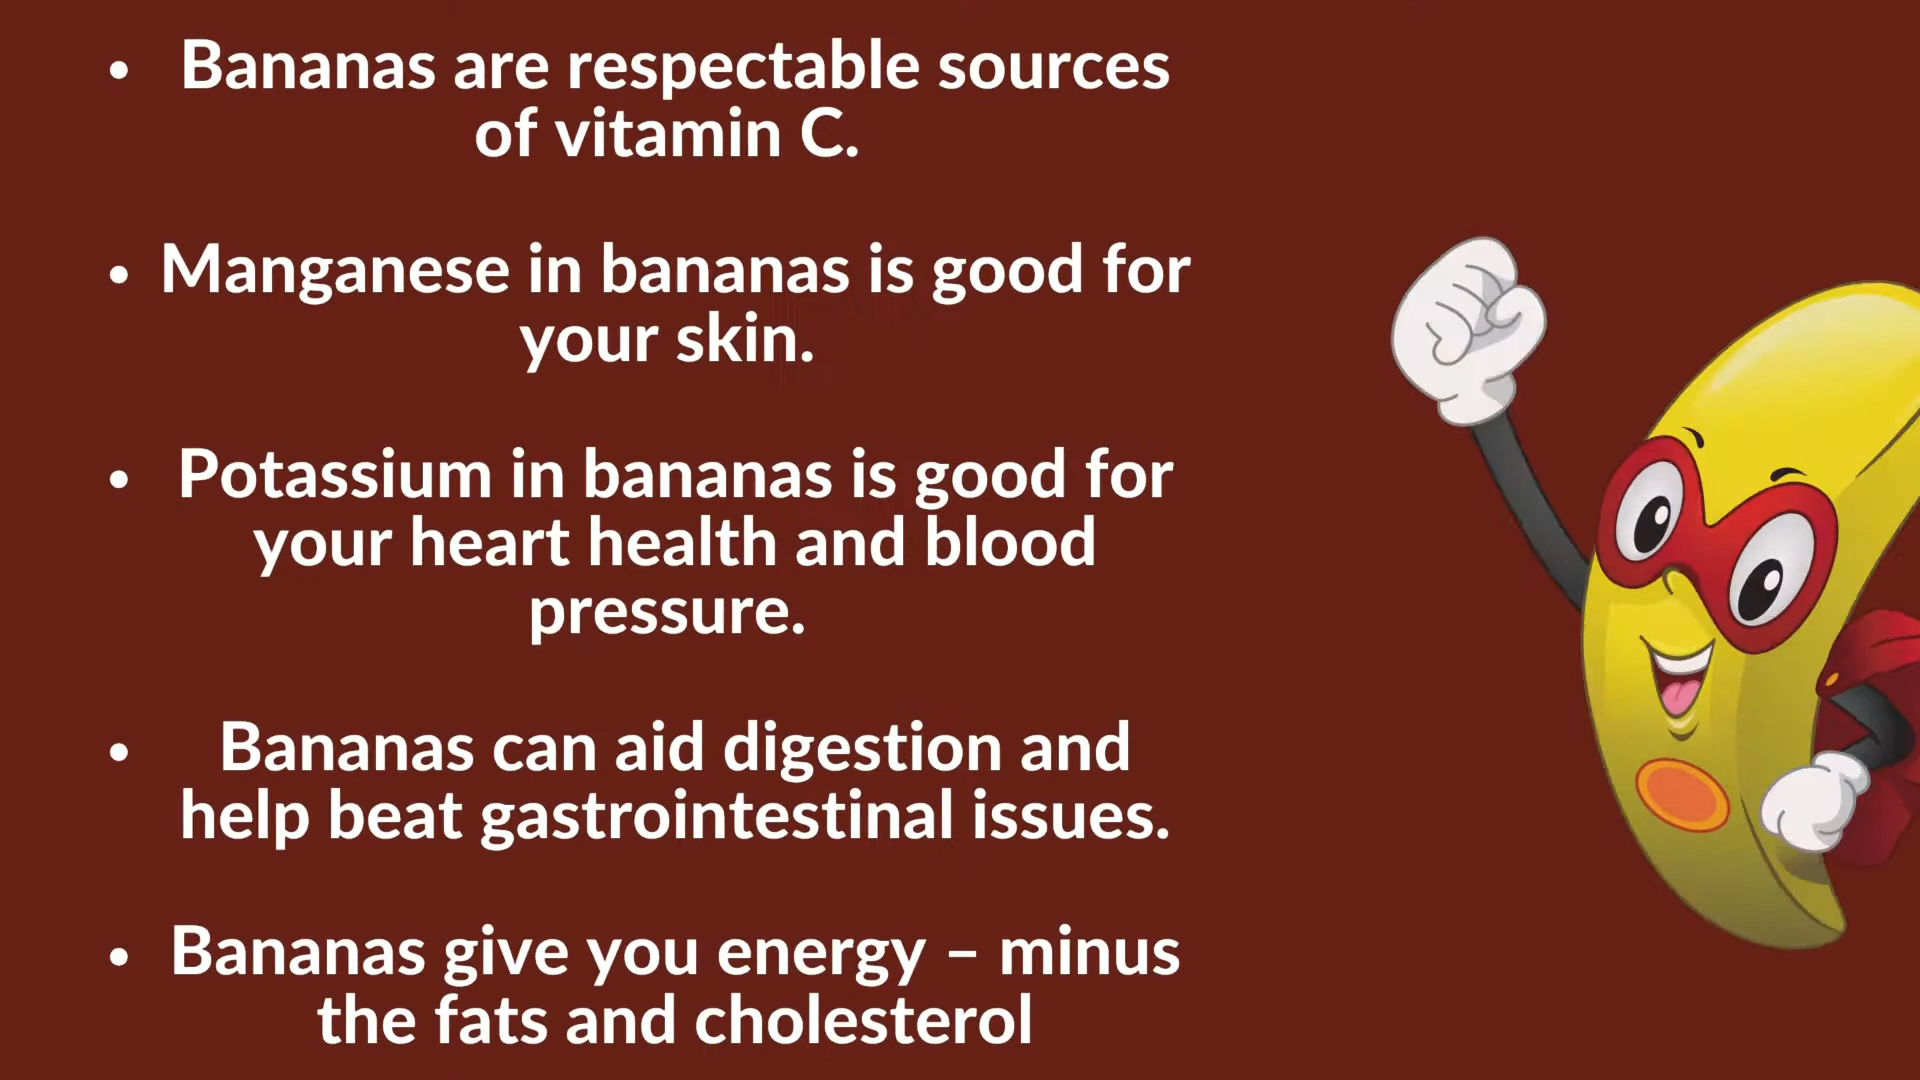 • Bananas are respectable sources
of vitamin C.
• Manganese in bananas is good for
your skin.
• Potassium in bananas is good for
your heart health and blood
pressure.
• Bananas can aid digestion and
help beat gastrointestinal issues.
• Bananas give you energy – minus
the fats and cholesterol